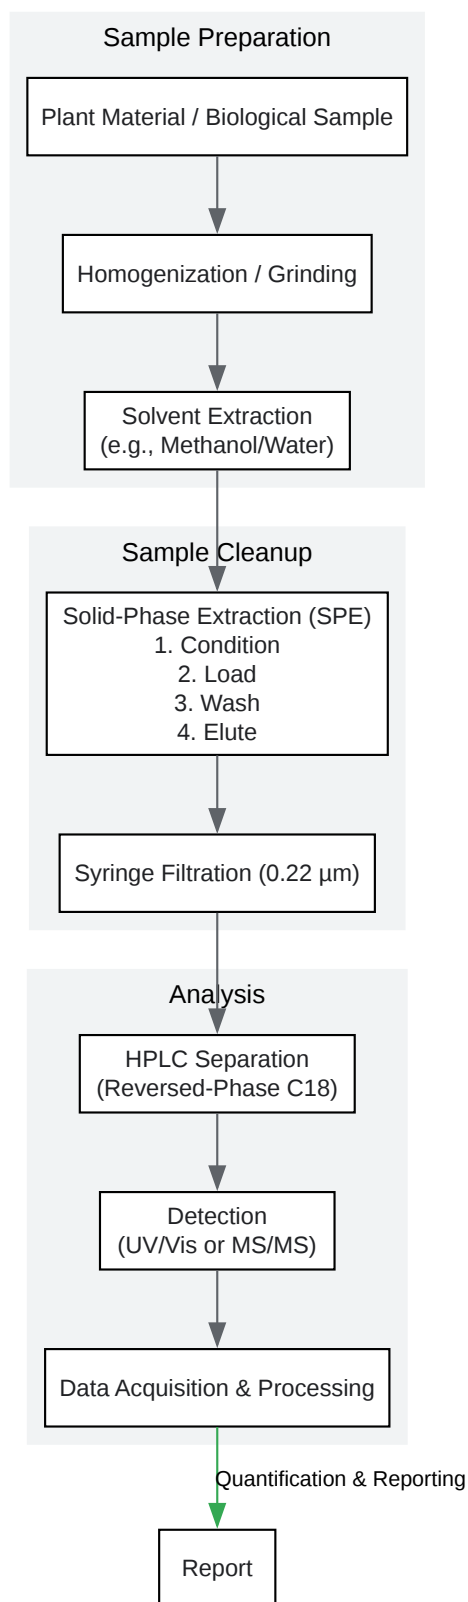 Sample Preparation
Plant Material / Biological Sample
Homogenization / Grinding
Solvent Extraction
(e.g., Methanol/Water)
Sample Cleanup
Solid-Phase Extraction (SPE)
1. Condition
2. Load
3. Wash
4. Elute
Syringe Filtration (0.22 µm)
Analysis
HPLC Separation
(Reversed-Phase C18)
Detection
(UV/Vis or MS/MS)
Data Acquisition & Processing
Quantification & Reporting
Report